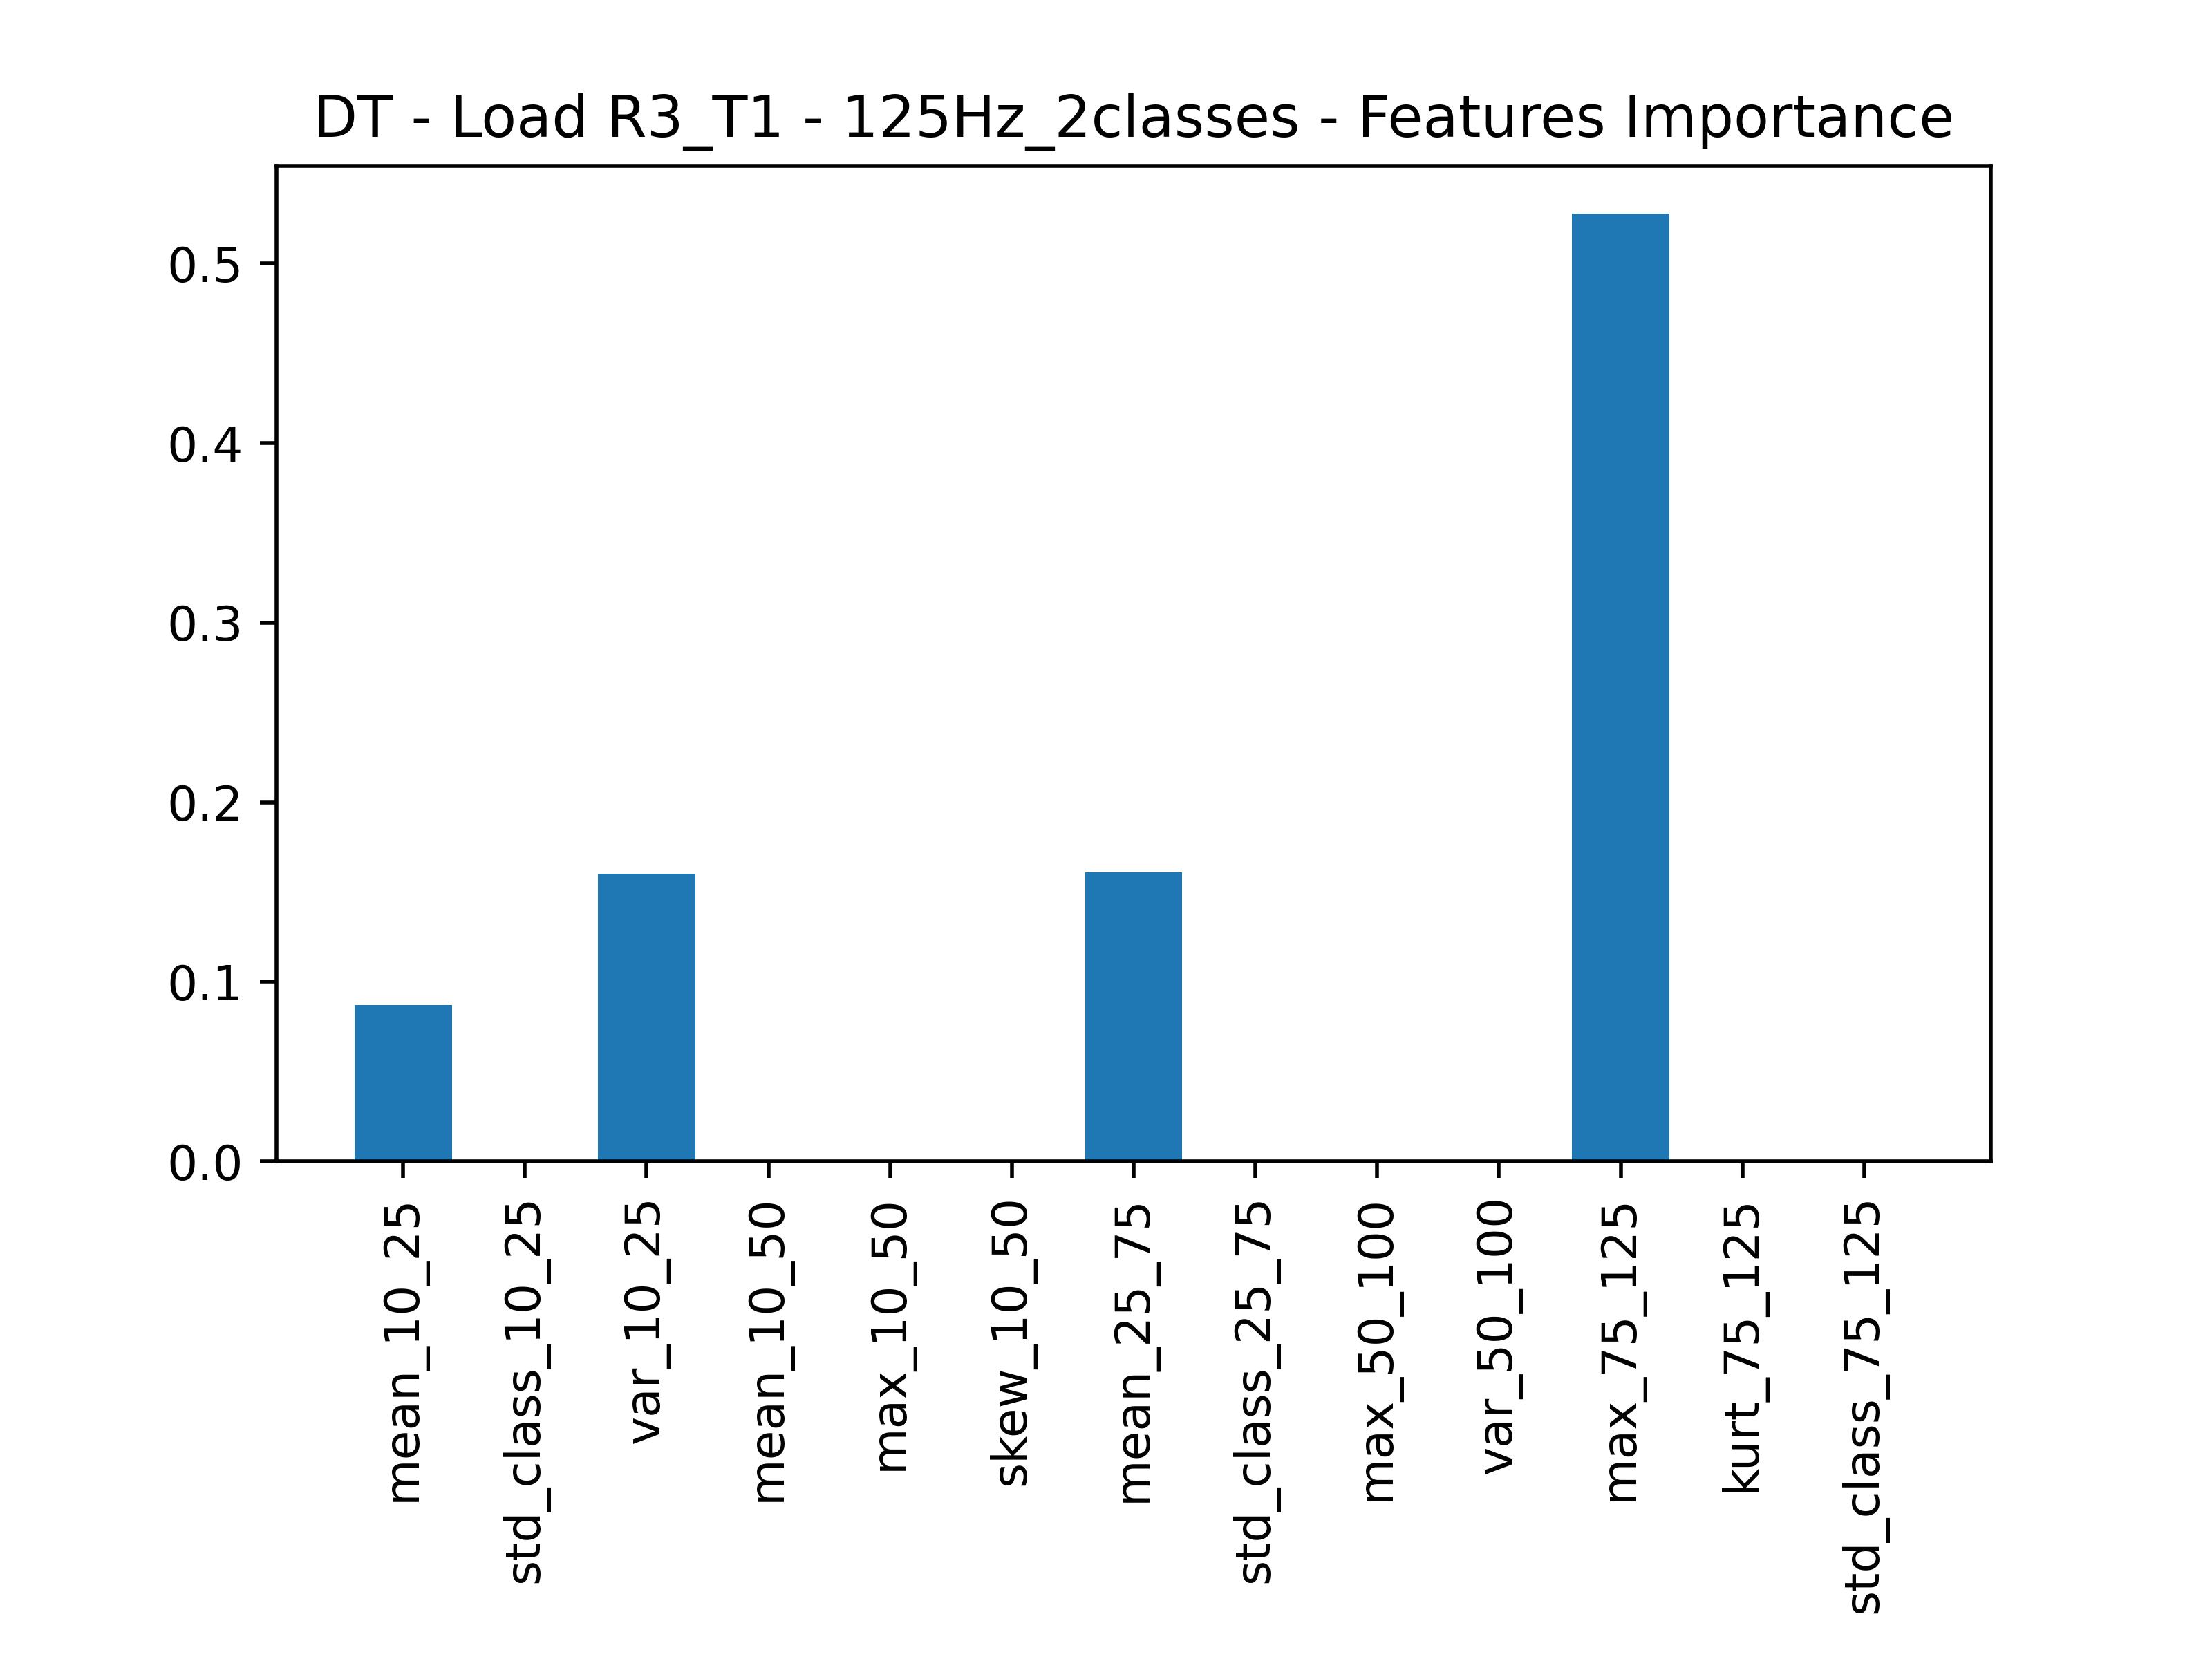 DT - Load R3_T1 - 125Hz_2classes - Features Importance
0.5
0.4
0.3
0.2
0.1
0.0
mean_10_25
std_class_10_25
var_10_25
mean_10_50
max_10_50
skew_10_50
mean_25_75
std_class_25_75
max_50_100
var_50_100
max_75_125
kurt_75_125
std_class_75_125